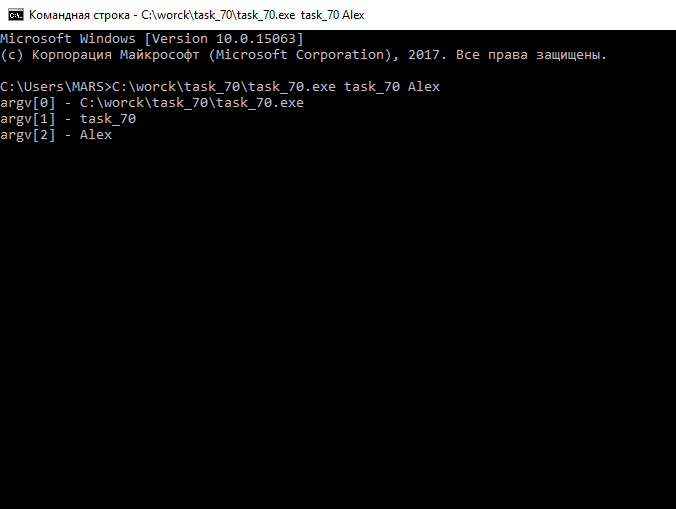 Командная строка - C:\worck\task_70\task_70.exe task_70 Alex
Microsoft Windows [Version 10.0.15063]
(c) Корпорация Майкрософт (Microsoft Corporation), 2017. Все права защищены.
C:\Users\MARS>C:\worck\task_70\task_70.exe task_70 Alex
argv[0] - C:\worck\task_70\task_70.exe
argv[1] - task_70
argv[2] - Alex